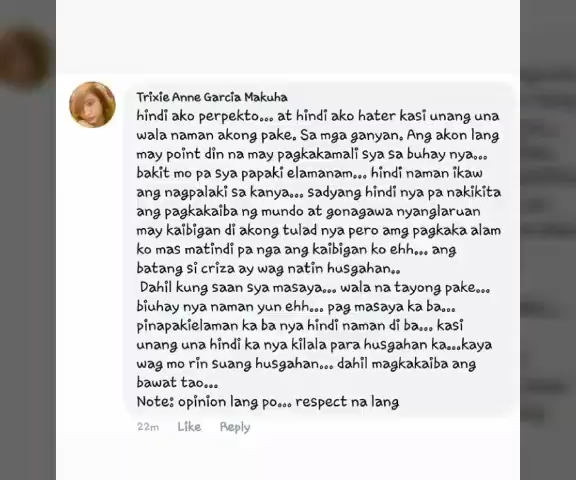 Trixie Anne Garcia Makuha
hindi ako perpekto... at hindi ako hater kasi unang una
wala naman akong pake. Sa mga ganyan. Ang akon lang
may point din na may pagkakamali sya sa buhay nya...
bakit mo pa sya papaki elamanam... hindi naman ikaw
ang nagpalaki sa kanya... sadyang hindi nya pa nakikita
ang pagkakaiba ng mundo at gonagawa nyanglaruan
may kaibigan di akong tulad nya pero amg pagkaka alam
ko mas matindi pa nga ang kaibigan ko ehh... ang
batang si criza ay wag natin husgahan..
Dahil kung saan sya masaya... wala na tayong pake...
biuhay nya naman yun ehh... pag masaya ka ba...
pinapakielaman ka ba nya hindi naman di ba... kasi
unang una hindi ka nya kilala para husgahan ka...kaya
wag mo rin suang husgahan... dahil magkakaiba ang
bawat tao...
Note: opinion lang po... respect na lang
22m Like Reply